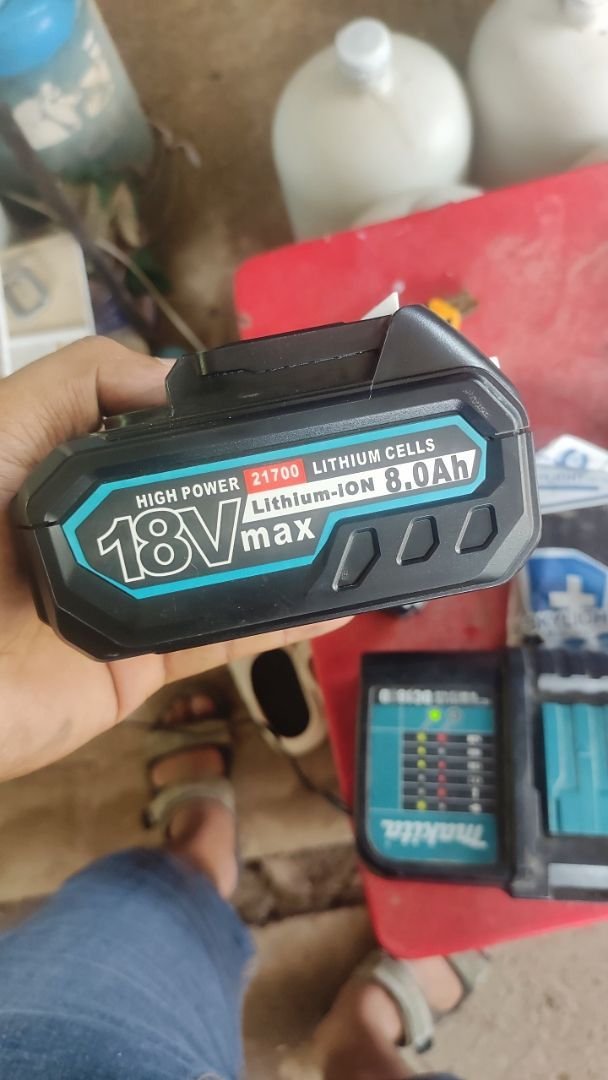 HIGH POWER 21700 LITHIUM CELLS
18V max Lithium-ION 8.0Ah
makita